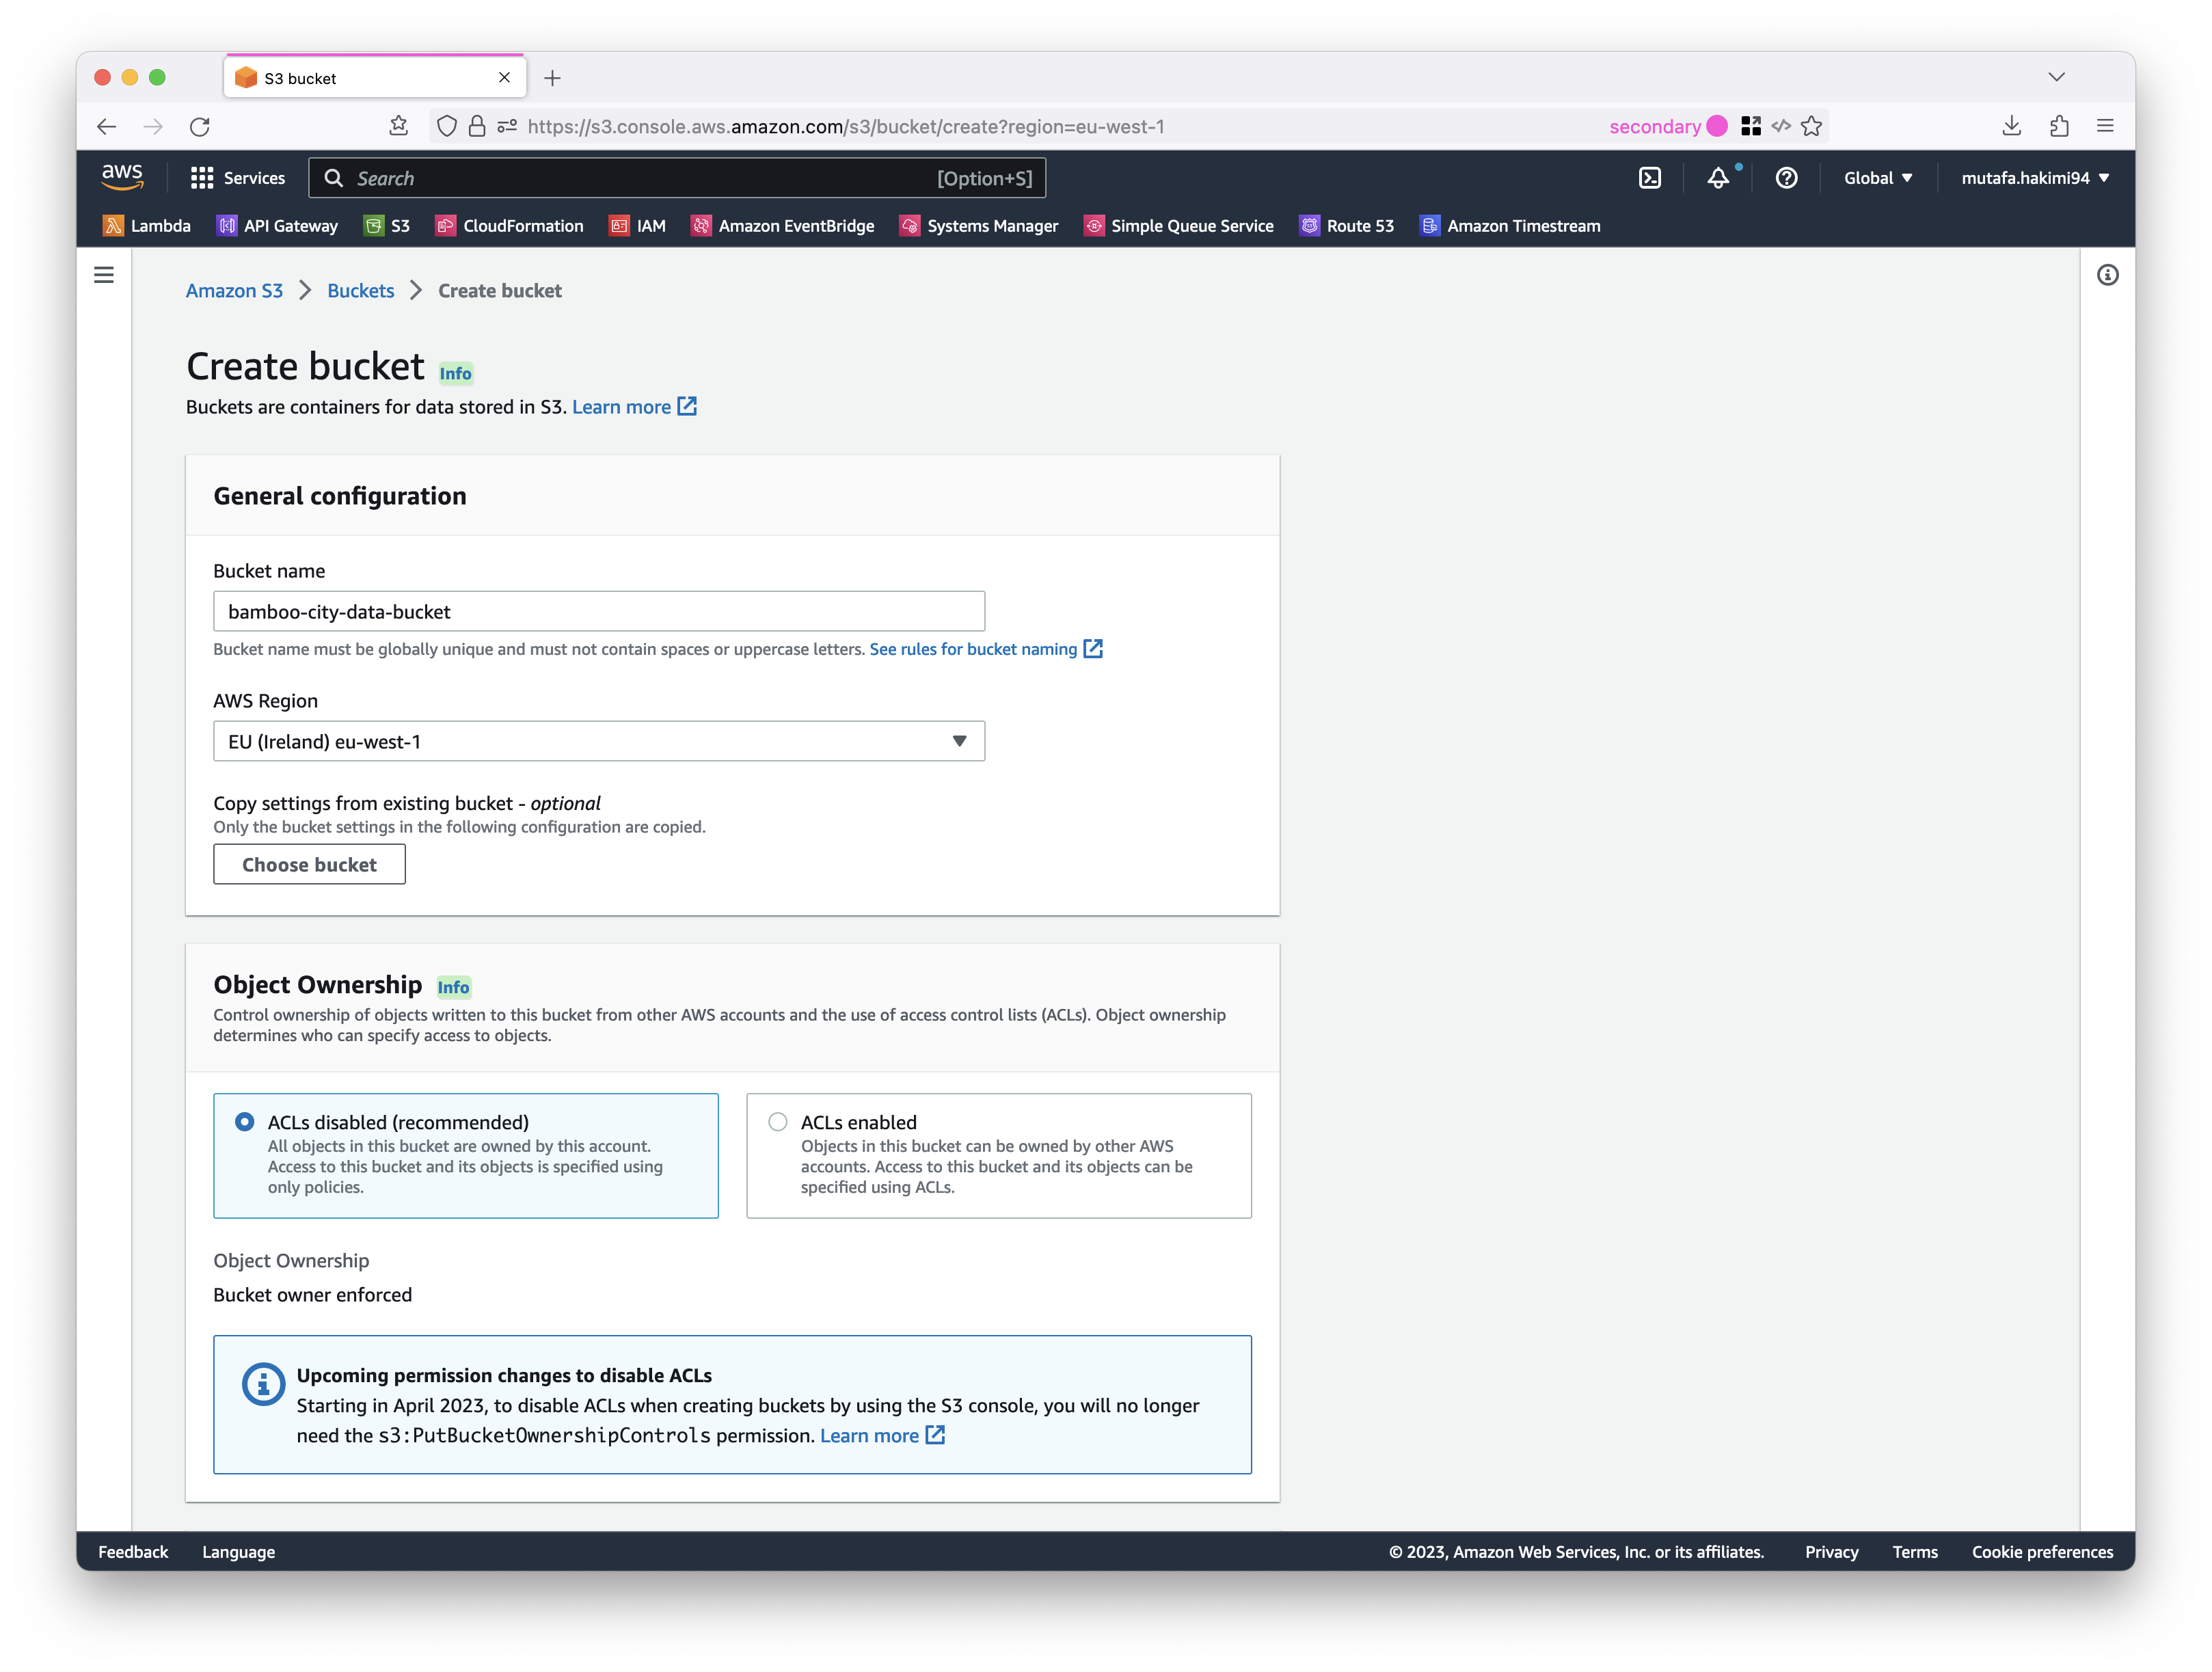 S3 bucket
https://s3.console.aws.amazon.com/s3/bucket/create?region=eu-west-1
secondary
aws
Services
Search
[Option+S]
Global
mutafa.hakimi94
Lambda
API Gateway
S3
CloudFormation
IAM
Amazon EventBridge
Systems Manager
Simple Queue Service
Route 53
Amazon Timestream
Amazon S3 > Buckets > Create bucket
Create bucket Info
Buckets are containers for data stored in S3. Learn more
General configuration
Bucket name
bamboo-city-data-bucket
Bucket name must be globally unique and must not contain spaces or uppercase letters. See rules for bucket naming
AWS Region
EU (Ireland) eu-west-1
Copy settings from existing bucket - optional
Only the bucket settings in the following configuration are copied.
Choose bucket
Object Ownership Info
Control ownership of objects written to this bucket from other AWS accounts and the use of access control lists (ACLs). Object ownership
determines who can specify access to objects.
ACLs disabled (recommended)
All objects in this bucket are owned by this account.
Access to this bucket and its objects is specified using
only policies.
ACLs enabled
Objects in this bucket can be owned by other AWS
accounts. Access to this bucket and its objects can be
specified using ACLs.
Object Ownership
Bucket owner enforced
Upcoming permission changes to disable ACLs
Starting in April 2023, to disable ACLs when creating buckets by using the S3 console, you will no longer
need the s3:PutBucketOwnershipControls permission. Learn more
Feedback
Language
© 2023, Amazon Web Services, Inc. or its affiliates.
Privacy
Terms
Cookie preferences